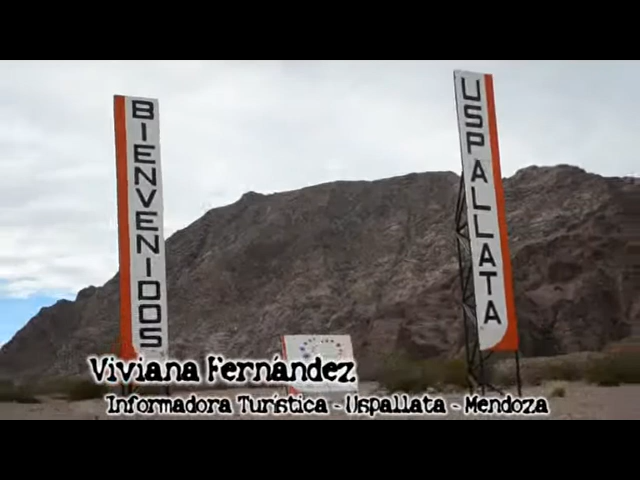 BIENVENIDOS
USPALLATA
Viviana Fernández
Informadora Turística - Uspallata - Mendoza